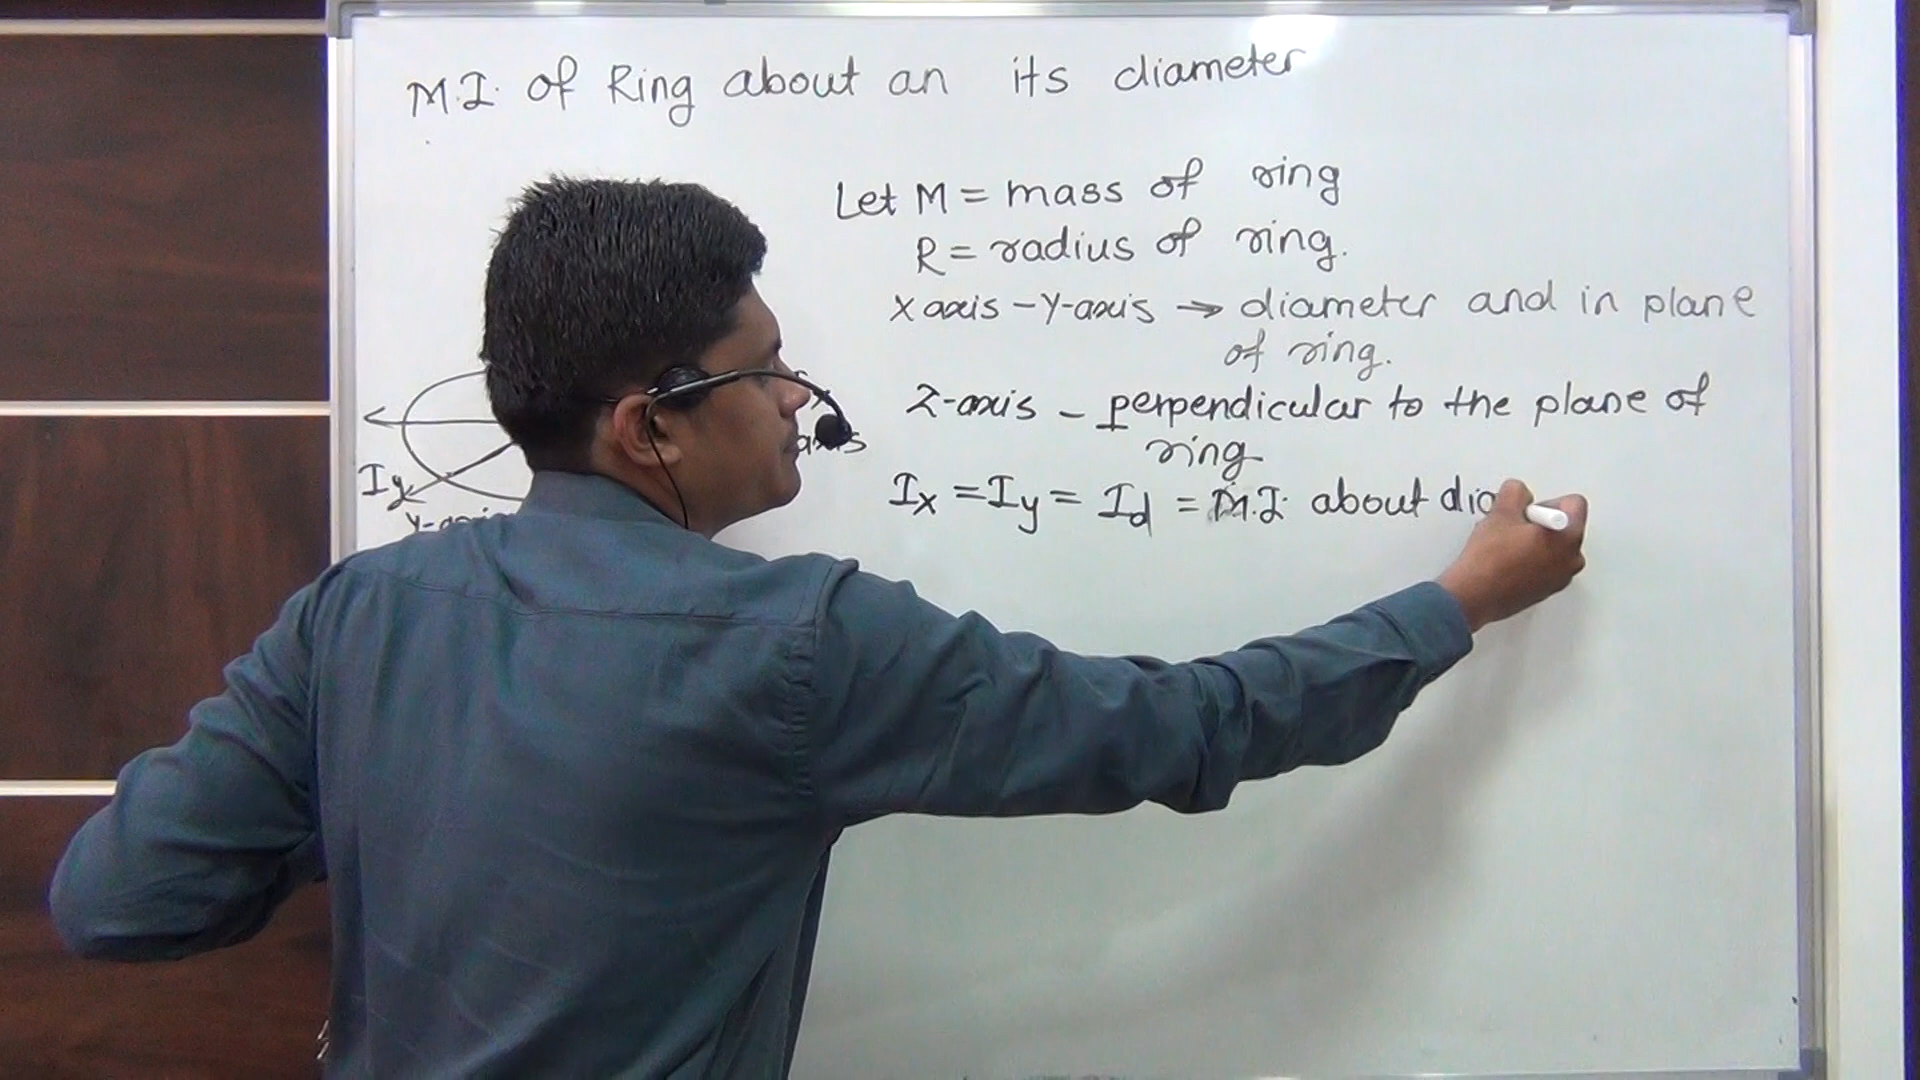 M.I. of Ring about an its diameter
Let M = mass of ring
R = radius of ring.
X axis - Y-axis → diameter and in plane
of ring.
Z-axis - perpendicular to the plane of
ring
Ix = Iy = Id = M.I. about dia
Iy